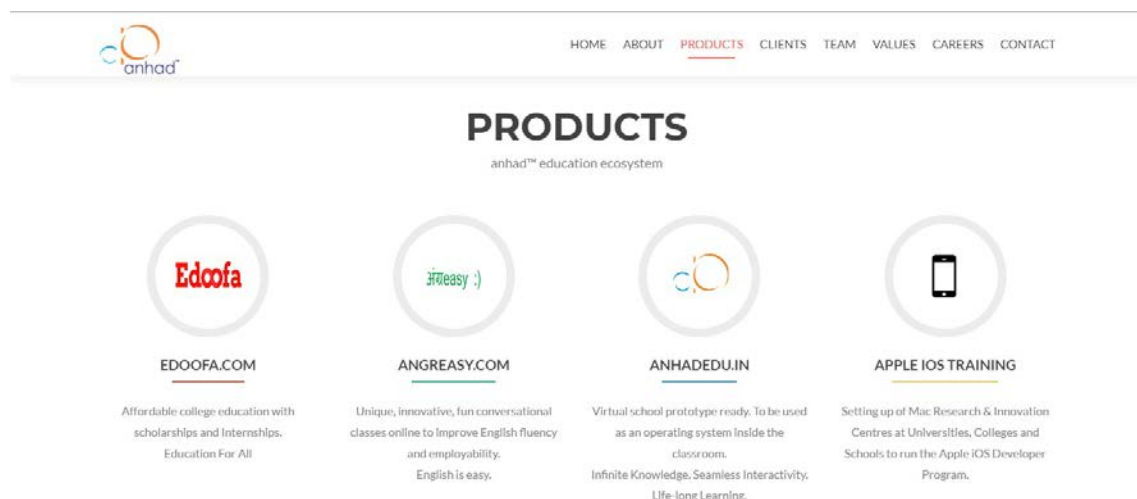 anhad™
HOME ABOUT PRODUCTS CLIENTS TEAM VALUES CAREERS CONTACT
PRODUCTS
anhad™ education ecosystem
Edoofa
अंग्रeasy :)
EDOOFA.COM
Affordable college education with
scholarships and Internships.
Education For All
ANGREASY.COM
Unique, innovative, fun conversational
classes online to improve English fluency
and employability.
English is easy.
ANHADEDU.IN
Virtual school prototype ready. To be used
as an operating system inside the
classroom.
Infinite Knowledge. Seamless Interactivity.
Life-long Learning.
APPLE IOS TRAINING
Setting up of Mac Research & Innovation
Centres at Universities, Colleges and
Schools to run the Apple iOS Developer
Program.